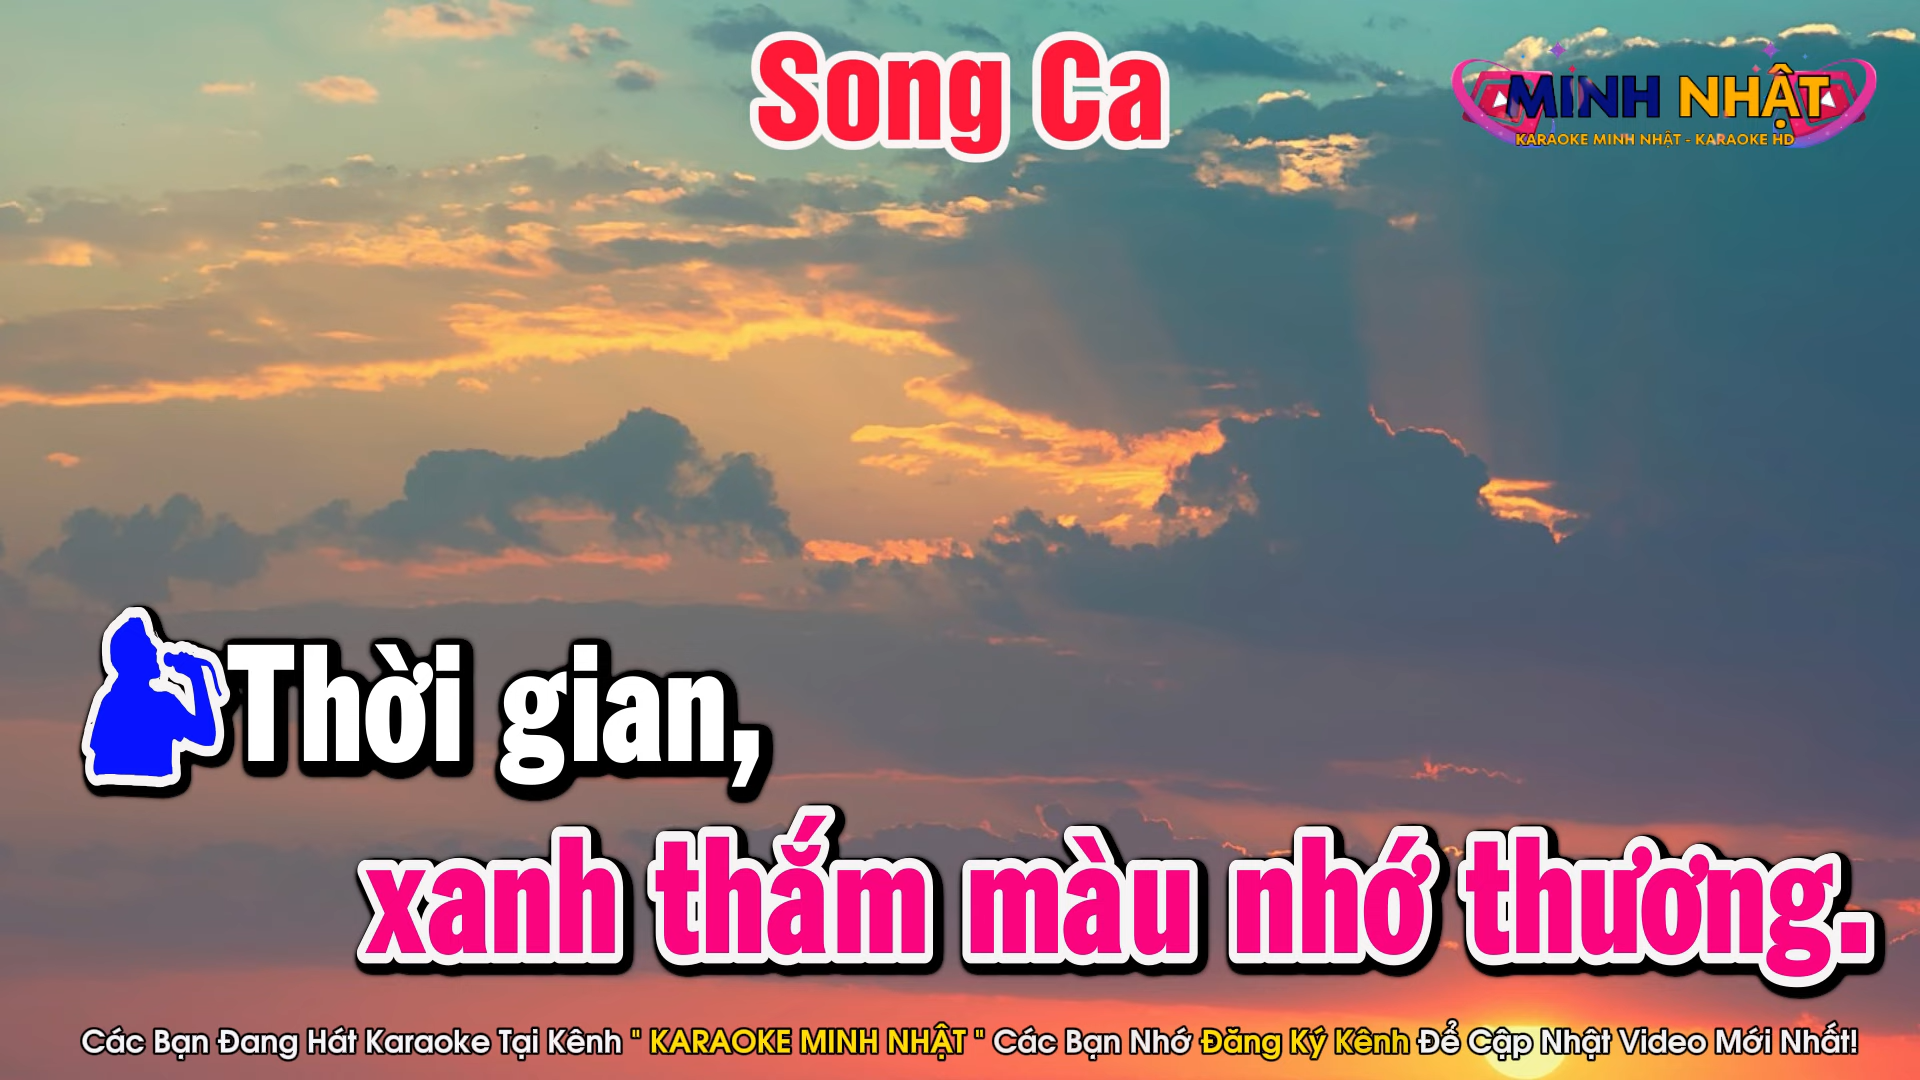 Song Ca
MINH NHẬT
KARAOKE MINH NHẬT - KARAOKE HD
Thời gian,
xanh thắm màu nhớ thương.
Các Bạn Đang Hát Karaoke Tại Kênh " KARAOKE MINH NHẬT " Các Bạn Nhớ Đăng Ký Kênh Để Cập Nhật Video Mới Nhất!